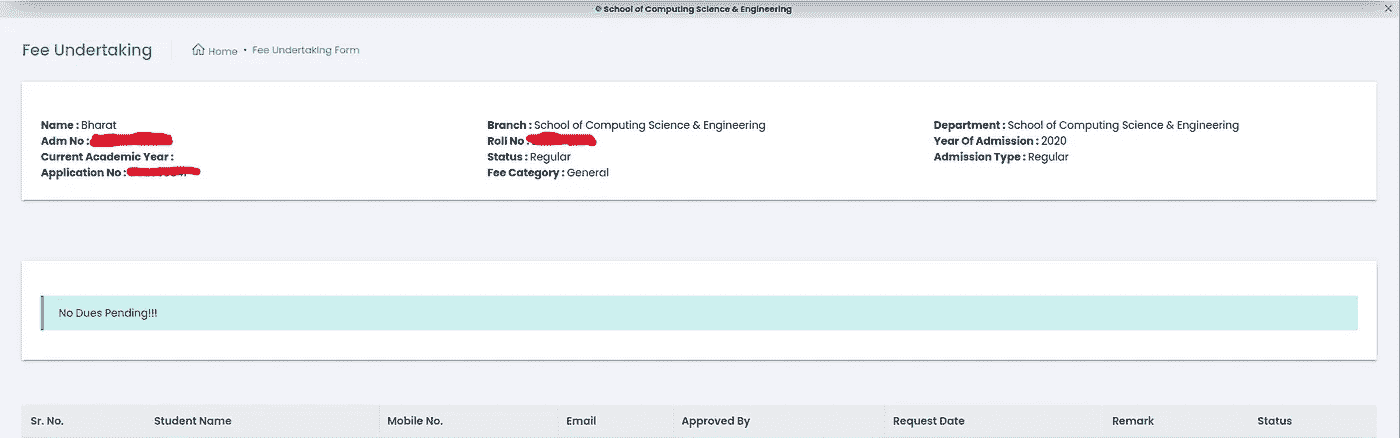 © School of Computing Science & Engineering
Fee Undertaking
Home • Fee Undertaking Form
Name : Bharat
Adm No :
Current Academic Year :
Application No :
Branch : School of Computing Science & Engineering
Roll No
Status : Regular
Fee Category : General
Department : School of Computing Science & Engineering
Year Of Admission : 2020
Admission Type : Regular
No Dues Pending!!!
Sr. No. Student Name Mobile No. Email Approved By Request Date Remark Status